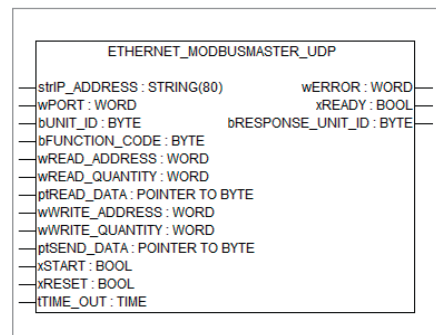 ETHERNET_MODBUSMASTER_UDP
strIP_ADDRESS : STRING(80) wERROR : WORD
wPORT : WORD xREADY : BOOL
bUNIT_ID : BYTE bRESPONSE_UNIT_ID : BYTE
bFUNCTION_CODE : BYTE
wREAD_ADDRESS : WORD
wREAD_QUANTITY : WORD
ptREAD_DATA : POINTER TO BYTE
wWRITE_ADDRESS : WORD
wWRITE_QUANTITY : WORD
ptSEND_DATA : POINTER TO BYTE
xSTART : BOOL
xRESET : BOOL
tTIME_OUT : TIME